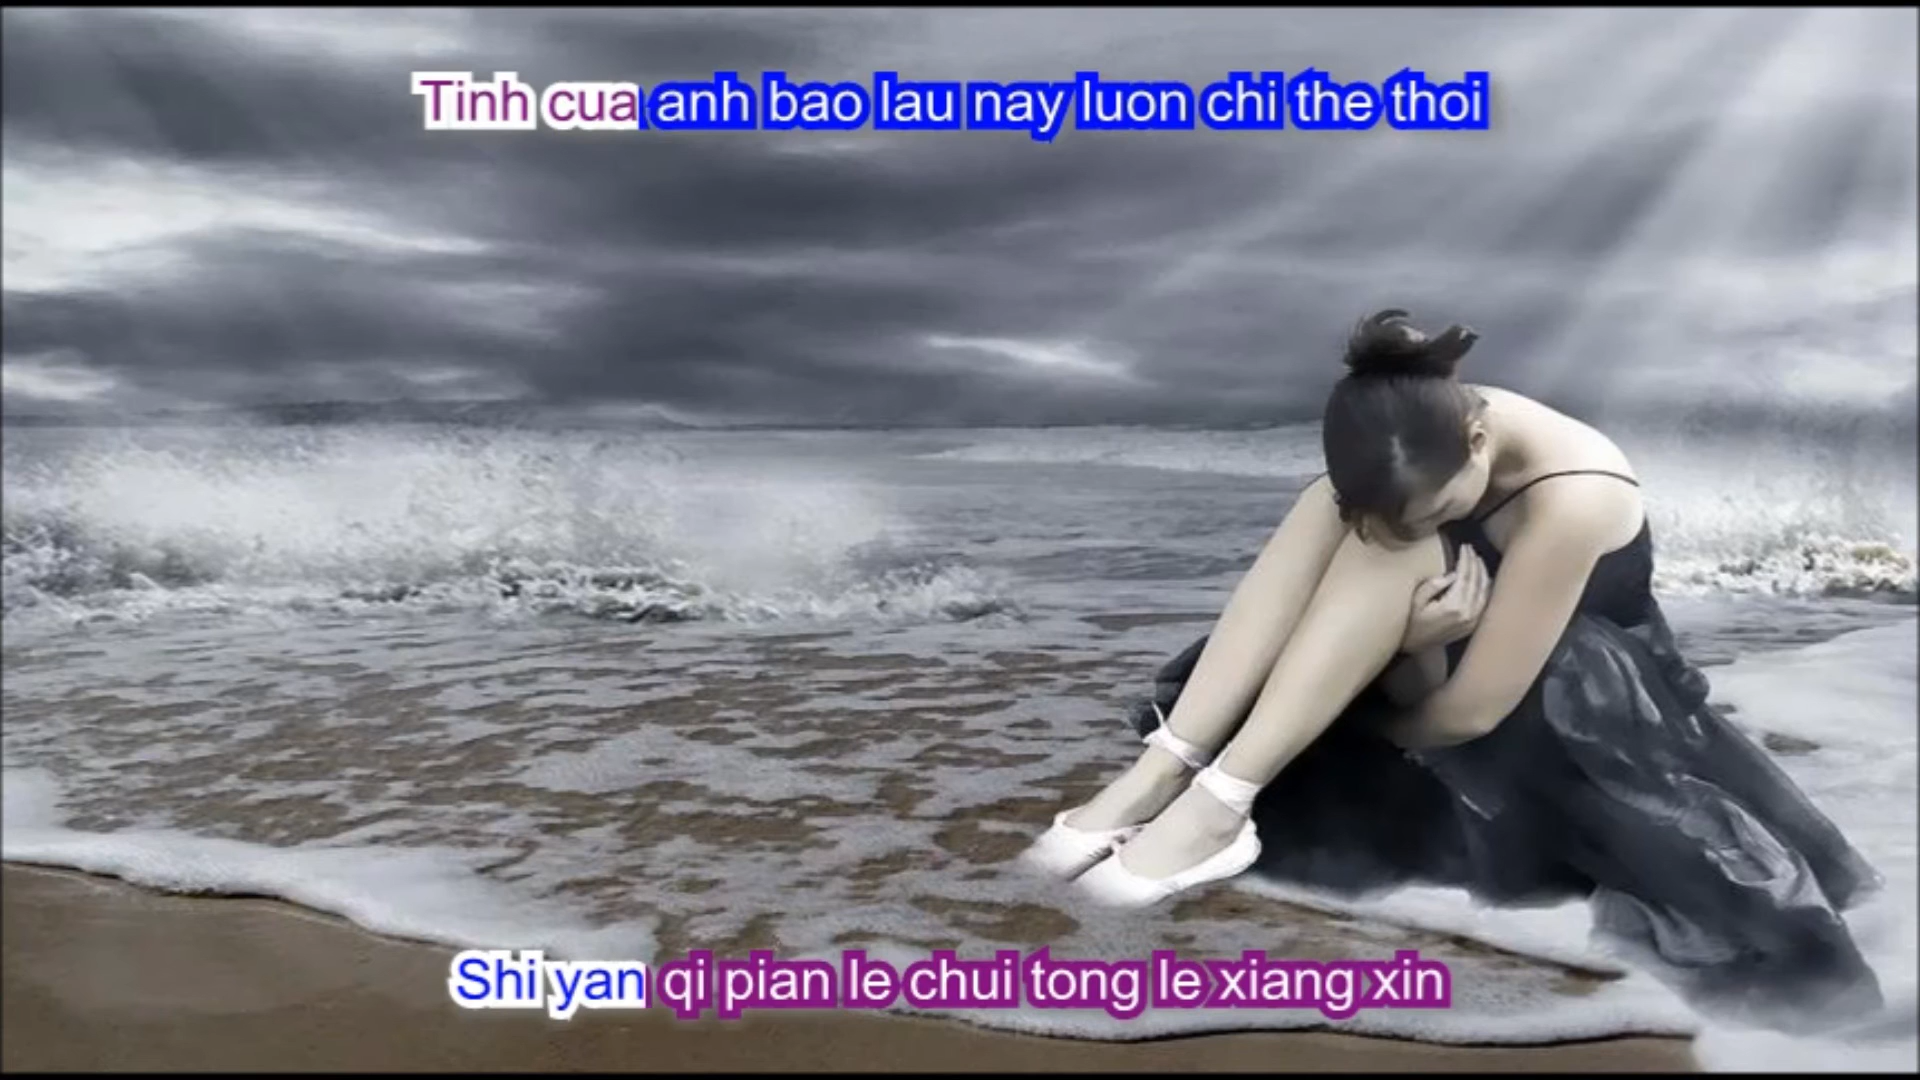 Tinh cua anh bao lau nay luon chi the thoi
Shi yan qi pian le chui tong le xiang xin